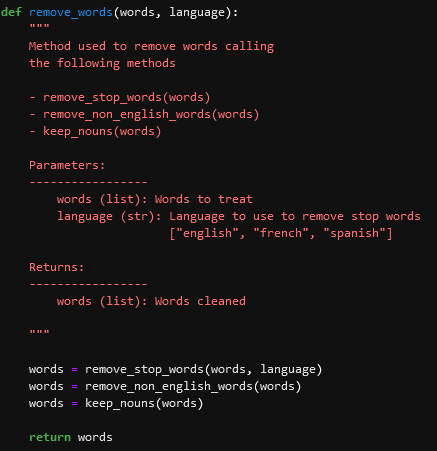 def remove_words(words, language):
    """
    Method used to remove words calling
    the following methods

    - remove_stop_words(words)
    - remove_non_english_words(words)
    - keep_nouns(words)

    Parameters:
    -----------------
        words (list): Words to treat
        language (str): Language to use to remove stop words
                        ["english", "french", "spanish"]

    Returns:
    -----------------
        words (list): Words cleaned

    """

    words = remove_stop_words(words, language)
    words = remove_non_english_words(words)
    words = keep_nouns(words)

    return words